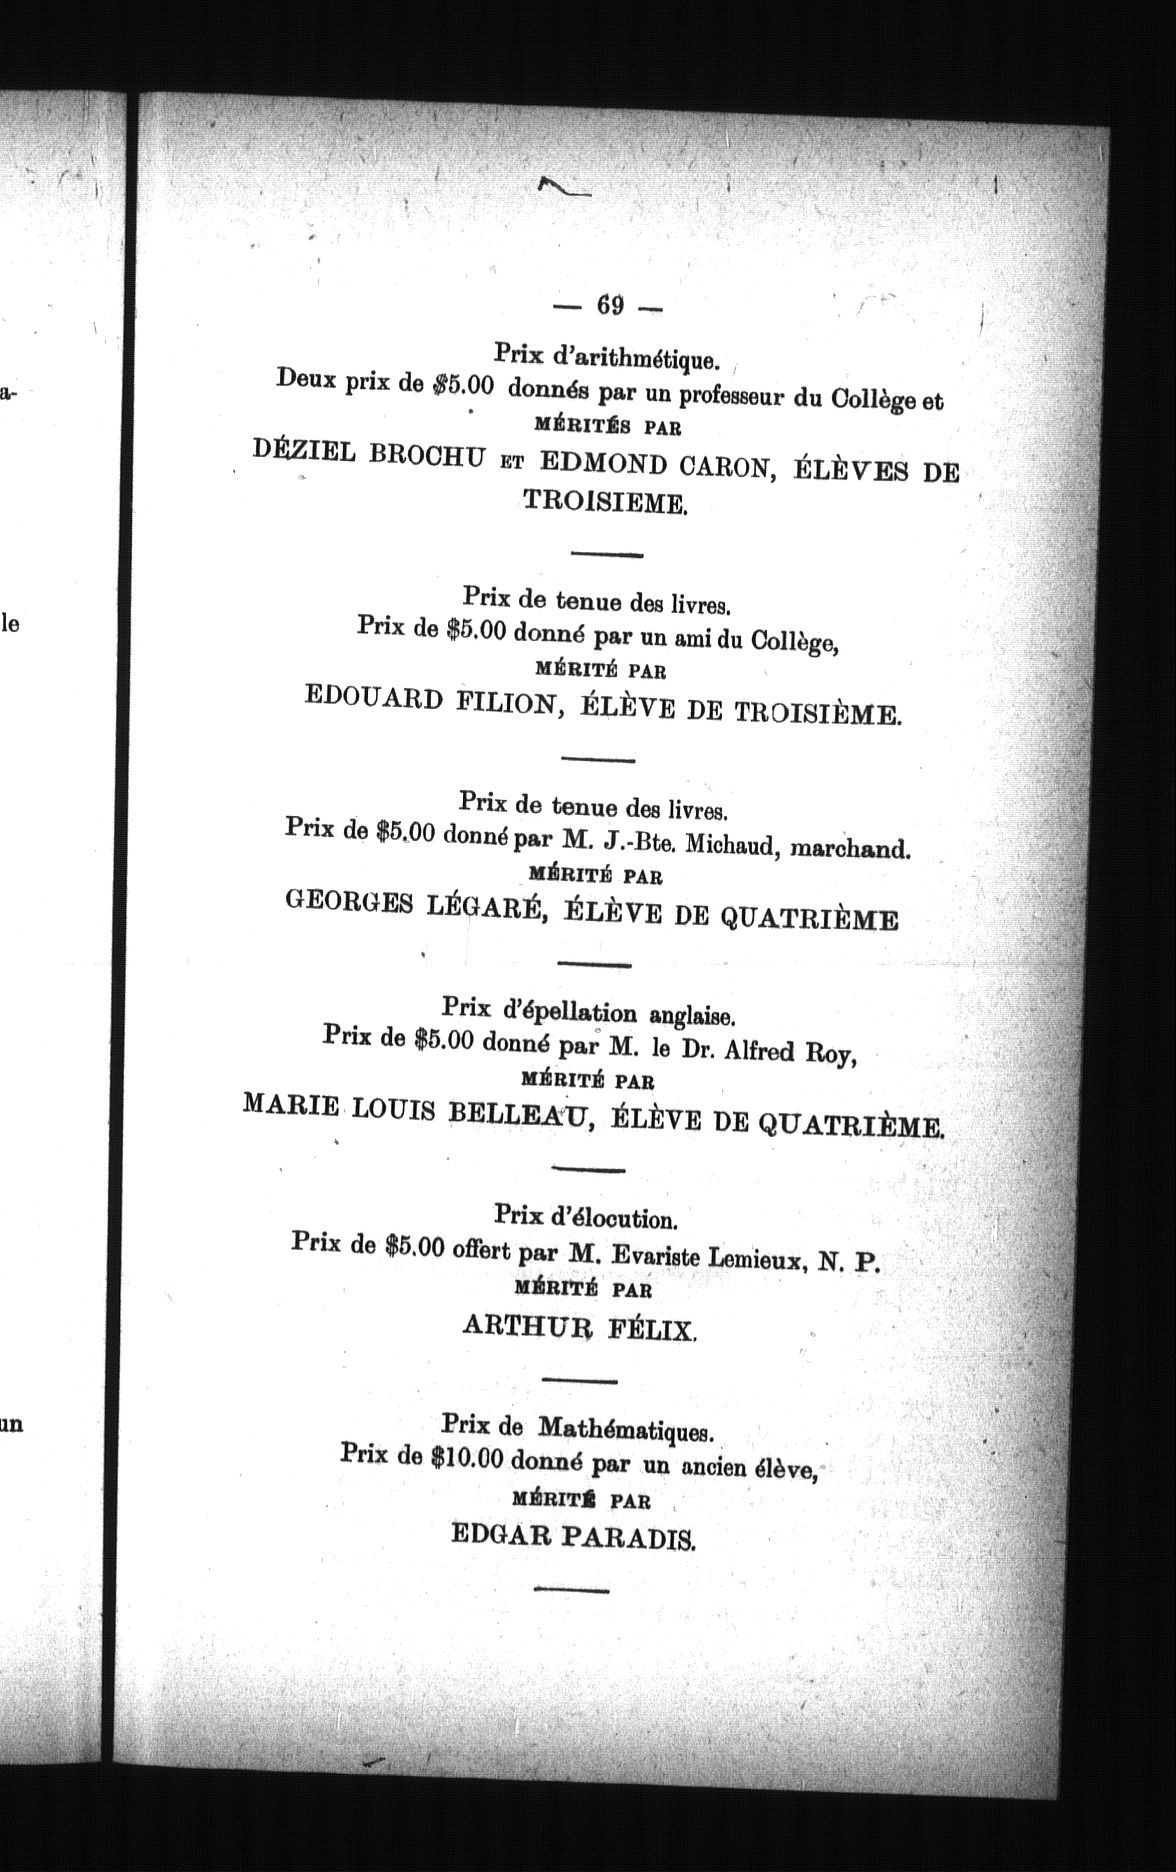 a-
le
un
— 69 —
Prix d'arithmétique.
Deux prix de $5.00 donnés par un professeur du Collège et
MÉRITÉS PAR
DÉZIEL BROCHU ET EDMOND CARON, ÉLÈVES DE
TROISIEME.
Prix de tenue des livres.
Prix de $5.00 donné par un ami du Collège,
MÉRITÉ PAR
EDOUARD FILION, ÉLÈVE DE TROISIÈME.
Prix de tenue des livres.
Prix de $5.00 donné par M. J.-Bte. Michaud, marchand.
MÉRITÉ PAR
GEORGES LÉGARÉ, ÉLÈVE DE QUATRIÈME
Prix d'épellation anglaise.
Prix de $5.00 donné par M. le Dr. Alfred Roy,
MÉRITÉ PAR
MARIE LOUIS BELLEAU, ÉLÈVE DE QUATRIÈME.
Prix d'élocution.
Prix de $5.00 offert par M. Evariste Lemieux, N. P.
MÉRITÉ PAR
ARTHUR FÉLIX.
Prix de Mathématiques.
Prix de $10.00 donné par un ancien élève,
MÉRITÉ PAR
EDGAR PARADIS.